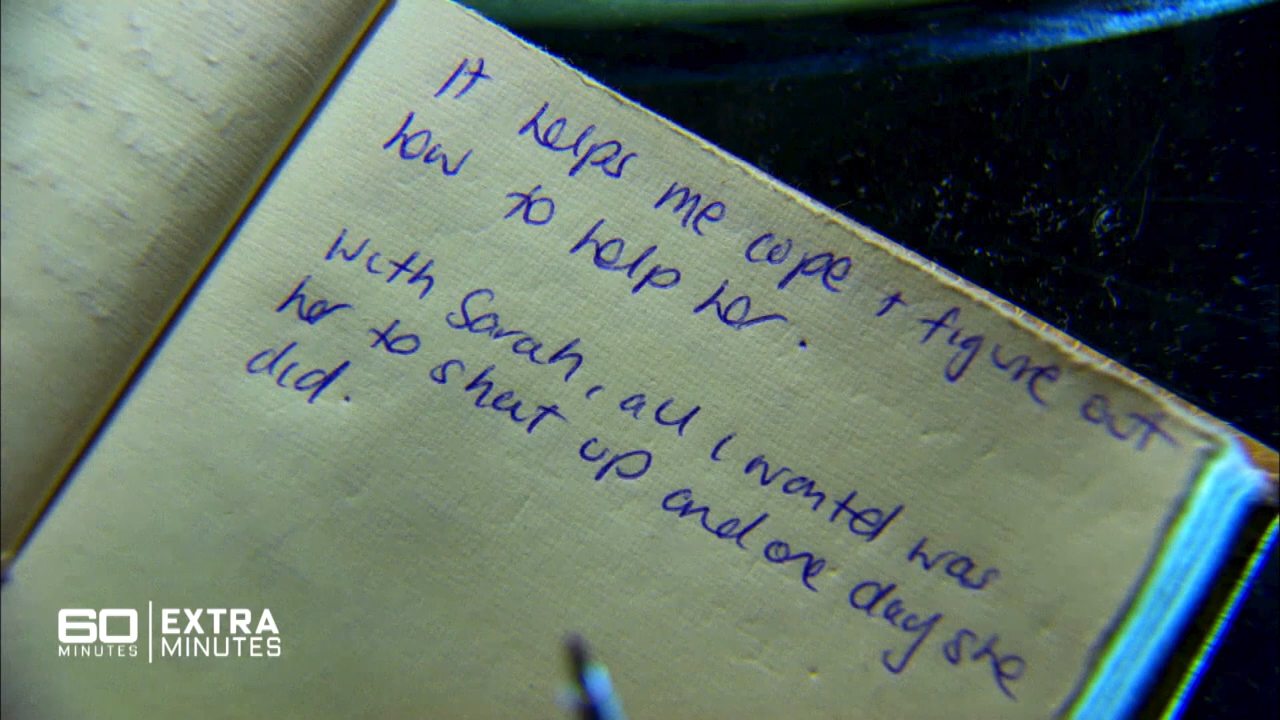 It helps me cope + figure out
how to help her.
With Sarah, all i wanted was
her to shut up and one day she
did.
60 MINUTES | EXTRA MINUTES